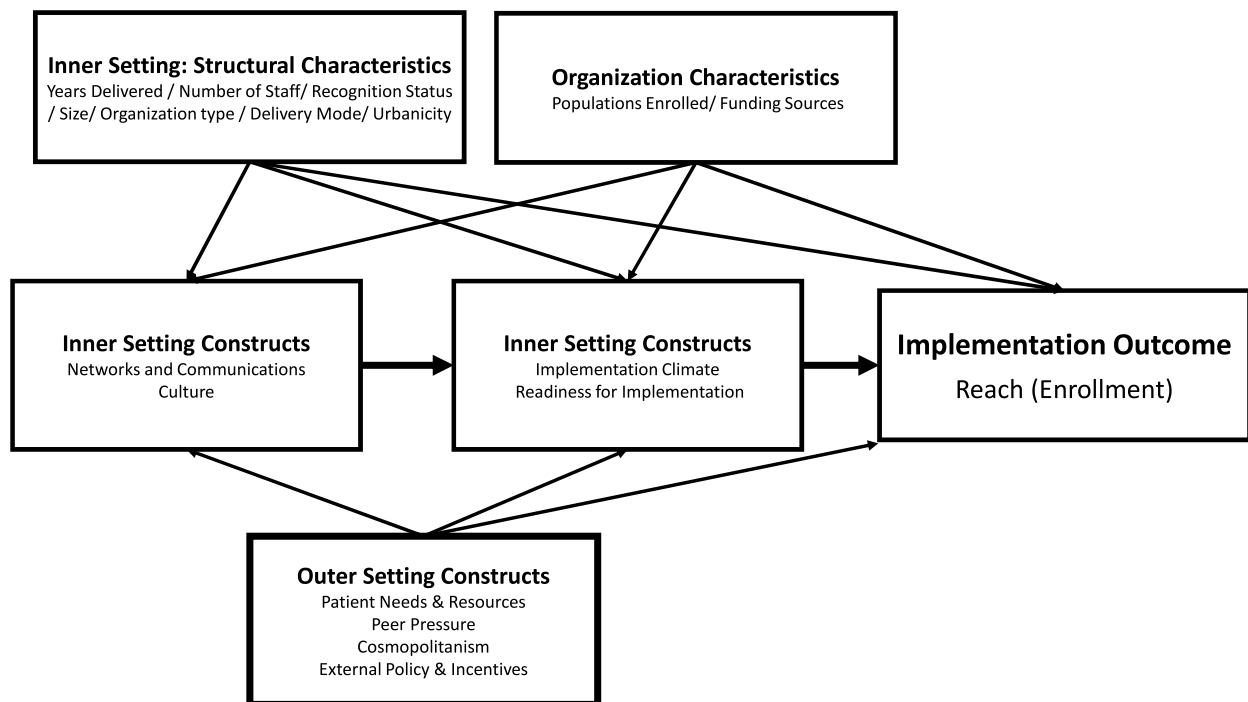 Inner Setting: Structural Characteristics
Years Delivered / Number of Staff/ Recognition Status
/ Size/ Organization type / Delivery Mode/ Urbanicity
Organization Characteristics
Populations Enrolled/ Funding Sources
Inner Setting Constructs
Networks and Communications
Culture
Inner Setting Constructs
Implementation Climate
Readiness for Implementation
Implementation Outcome
Reach (Enrollment)
Outer Setting Constructs
Patient Needs & Resources
Peer Pressure
Cosmopolitanism
External Policy & Incentives